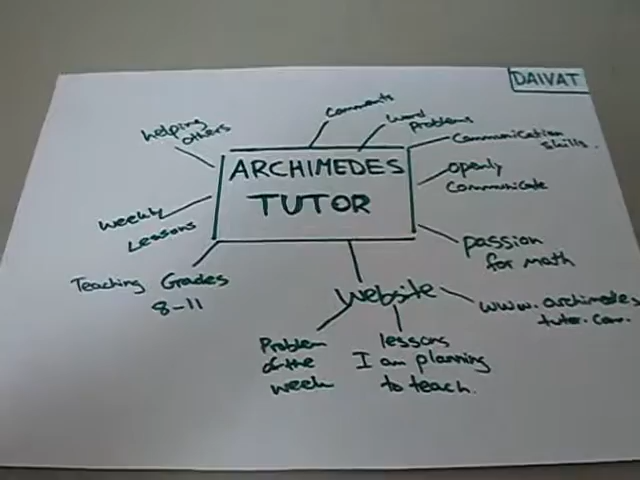 DAIVAT
comments
word
problems
helping
others
communication
skills.
ARCHIMEDES
TUTOR
openly
communicate
weekly
Lessons
passion
for math
Teaching Grades
8-11
website
www.archimedes
tutor.com.
Problem
of the
week
lessons
I am planning
to teach.